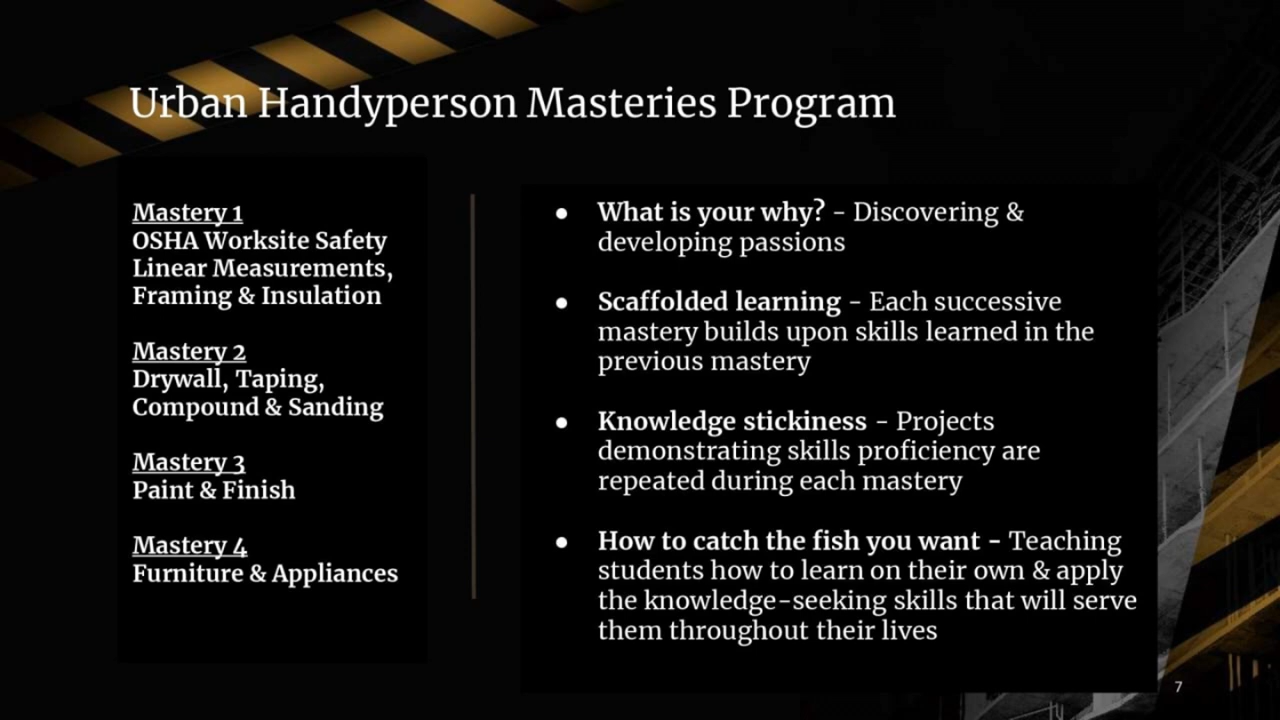 Urban Handyperson Masteries Program
Mastery 1
OSHA Worksite Safety
Linear Measurements,
Framing & Insulation
Mastery 2
Drywall, Taping,
Compound & Sanding
Mastery 3
Paint & Finish
Mastery 4
Furniture & Appliances
● What is your why? - Discovering &
developing passions
● Scaffolded learning - Each successive
mastery builds upon skills learned in the
previous mastery
● Knowledge stickiness - Projects
demonstrating skills proficiency are
repeated during each mastery
● How to catch the fish you want - Teaching
students how to learn on their own & apply
the knowledge-seeking skills that will serve
them throughout their lives
7